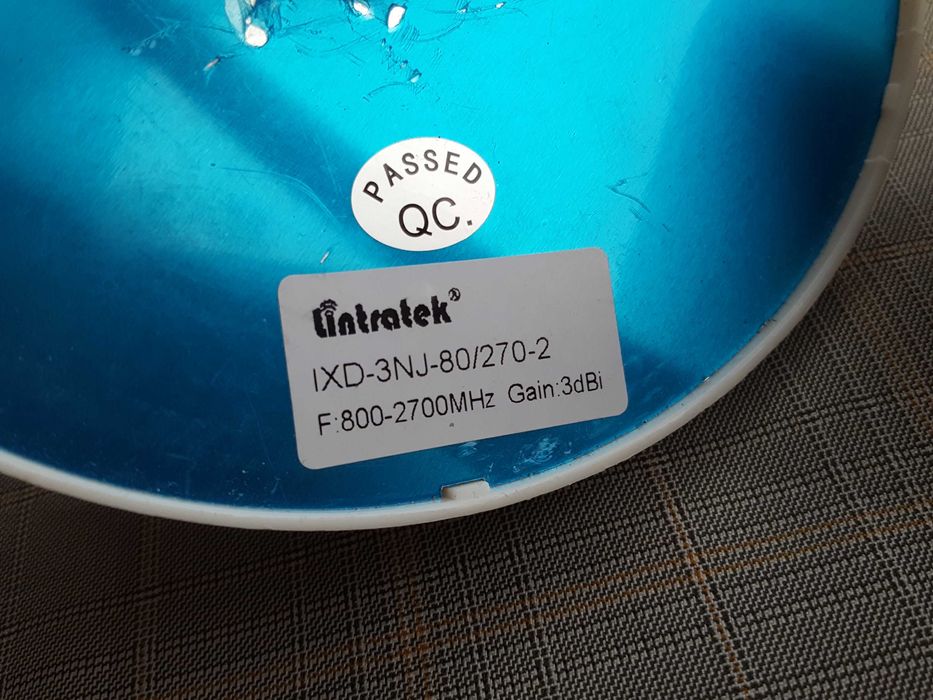 PASSED
QC.
Lintratek®
IXD-3NJ-80/270-2
F:800-2700MHz Gain:3dBi